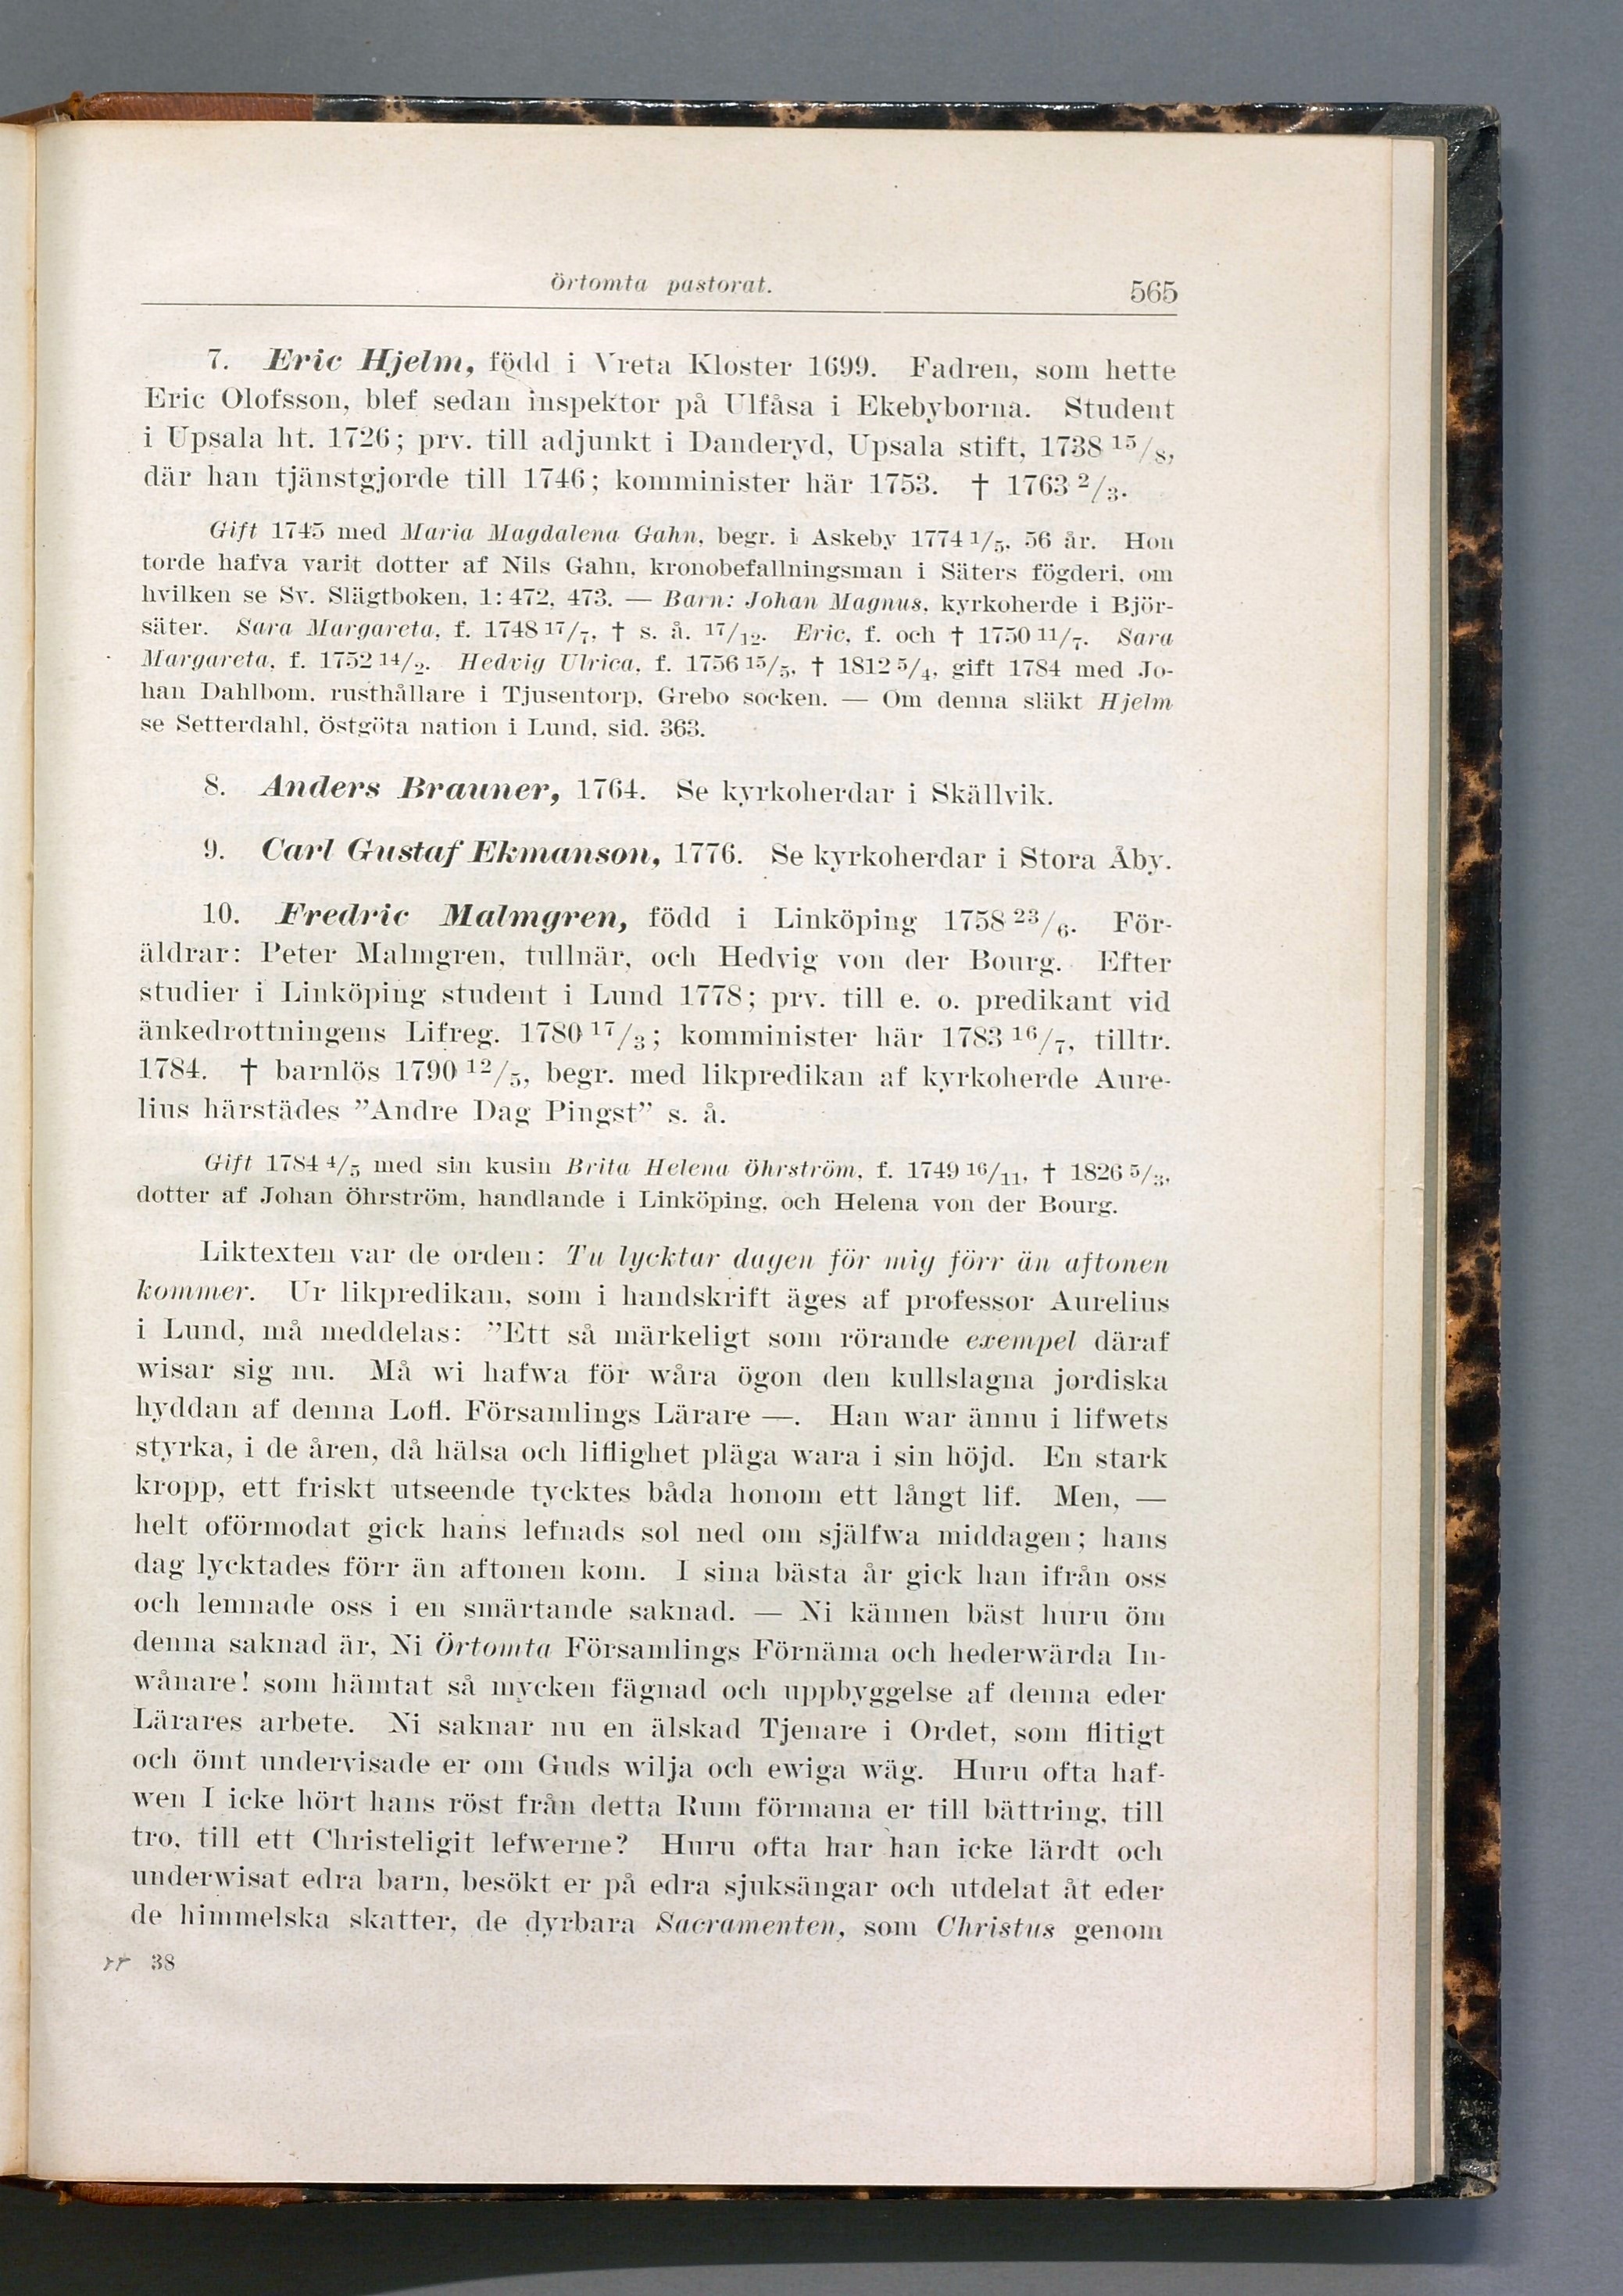 Örtomta pastorat. 565
7. Eric Hjelm, född i Vreta Kloster 1699. Fadren, som hette
Eric Olofsson, blef sedan inspektor på Ulfåsa i Ekebyborna. Student
i Upsala ht. 1726; prv. till adjunkt i Danderyd, Upsala stift, 1738 15/8,
där han tjänstgjorde till 1746; komminister här 1753. † 1763 2/3.
Gift 1745 med Maria Magdalena Gahn, begr. i Askeby 1774 1/5, 56 år. Hon
torde hafva varit dotter af Nils Gahn, kronobefallningsman i Säters fögderi, om
hvilken se Sv. Slägtboken, 1: 472, 473. — Barn: Johan Magnus, kyrkoherde i Björ-
säter. Sara Margareta, f. 1748 17/7, † s. å. 17/12. Eric, f. och † 1750 11/7. Sara
Margareta, f. 1752 14/2. Hedvig Ulrica, f. 1756 15/5, † 1812 5/4, gift 1784 med Jo-
han Dahlbom, rusthållare i Tjusentorp, Grebo socken. — Om denna släkt Hjelm
se Setterdahl, Östgöta nation i Lund, sid. 363.
8. Anders Brauner, 1764. Se kyrkoherdar i Skällvik.
9. Carl Gustaf Ekmanson, 1776. Se kyrkoherdar i Stora Åby.
10. Fredric Malmgren, född i Linköping 1758 23/6. För-
äldrar: Peter Malmgren, tullnär, och Hedvig von der Bourg. Efter
studier i Linköping student i Lund 1778; prv. till e. o. predikant vid
änkedrottningens Lifreg. 1780 17/3; komminister här 1783 16/7, tilltr.
1784. † barnlös 1790 12/5, begr. med likpredikan af kyrkoherde Aure-
lius härstädes ”Andre Dag Pingst” s. å.
Gift 1784 4/5 med sin kusin Brita Helena Öhrström, f. 1749 16/11, † 1826 5/3,
dotter af Johan Öhrström, handlande i Linköping, och Helena von der Bourg.
Liktexten var de orden: Tu lycktar dagen för mig förr än aftonen
kommer. Ur likpredikan, som i handskrift äges af professor Aurelius
i Lund, må meddelas: ”Ett så märkeligt som rörande exempel däraf
wisar sig nu. Må wi hafwa för wåra ögon den kullslagna jordiska
hyddan af denna Lofl. Församlings Lärare —. Han war ännu i lifwets
styrka, i de åren, då hälsa och liflighet pläga wara i sin höjd. En stark
kropp, ett friskt utseende tycktes båda honom ett långt lif. Men, —
helt oförmodat gick hans lefnads sol ned om själfwa middagen; hans
dag lycktades förr än aftonen kom. I sina bästa år gick han ifrån oss
och lemnade oss i en smärtande saknad. — Ni kännen bäst huru öm
denna saknad är, Ni Örtomta Församlings Förnäma och hederwärda In-
wånare! som hämtat så mycken fägnad och uppbyggelse af denna eder
Lärares arbete. Ni saknar nu en älskad Tjenare i Ordet, som flitigt
och ömt undervisade er om Guds wilja och ewiga wäg. Huru ofta haf-
wen I icke hört hans röst från detta Rum förmana er till bättring, till
tro, till ett Christeligit lefwerne? Huru ofta har han icke lärdt och
underwisat edra barn, besökt er på edra sjuksängar och utdelat åt eder
de himmelska skatter, de dyrbara Sacramenten, som Christus genom
38